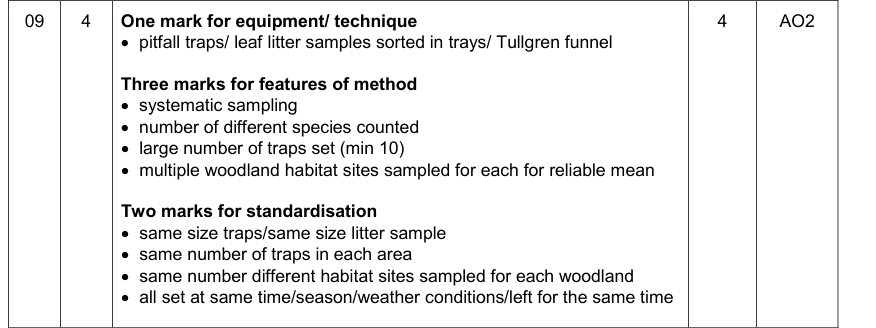 09 4 One mark for equipment/ technique 4 AO2
• pitfall traps/ leaf litter samples sorted in trays/ Tullgren funnel
Three marks for features of method
• systematic sampling
• number of different species counted
• large number of traps set (min 10)
• multiple woodland habitat sites sampled for each for reliable mean
Two marks for standardisation
• same size traps/same size litter sample
• same number of traps in each area
• same number different habitat sites sampled for each woodland
• all set at same time/season/weather conditions/left for the same time